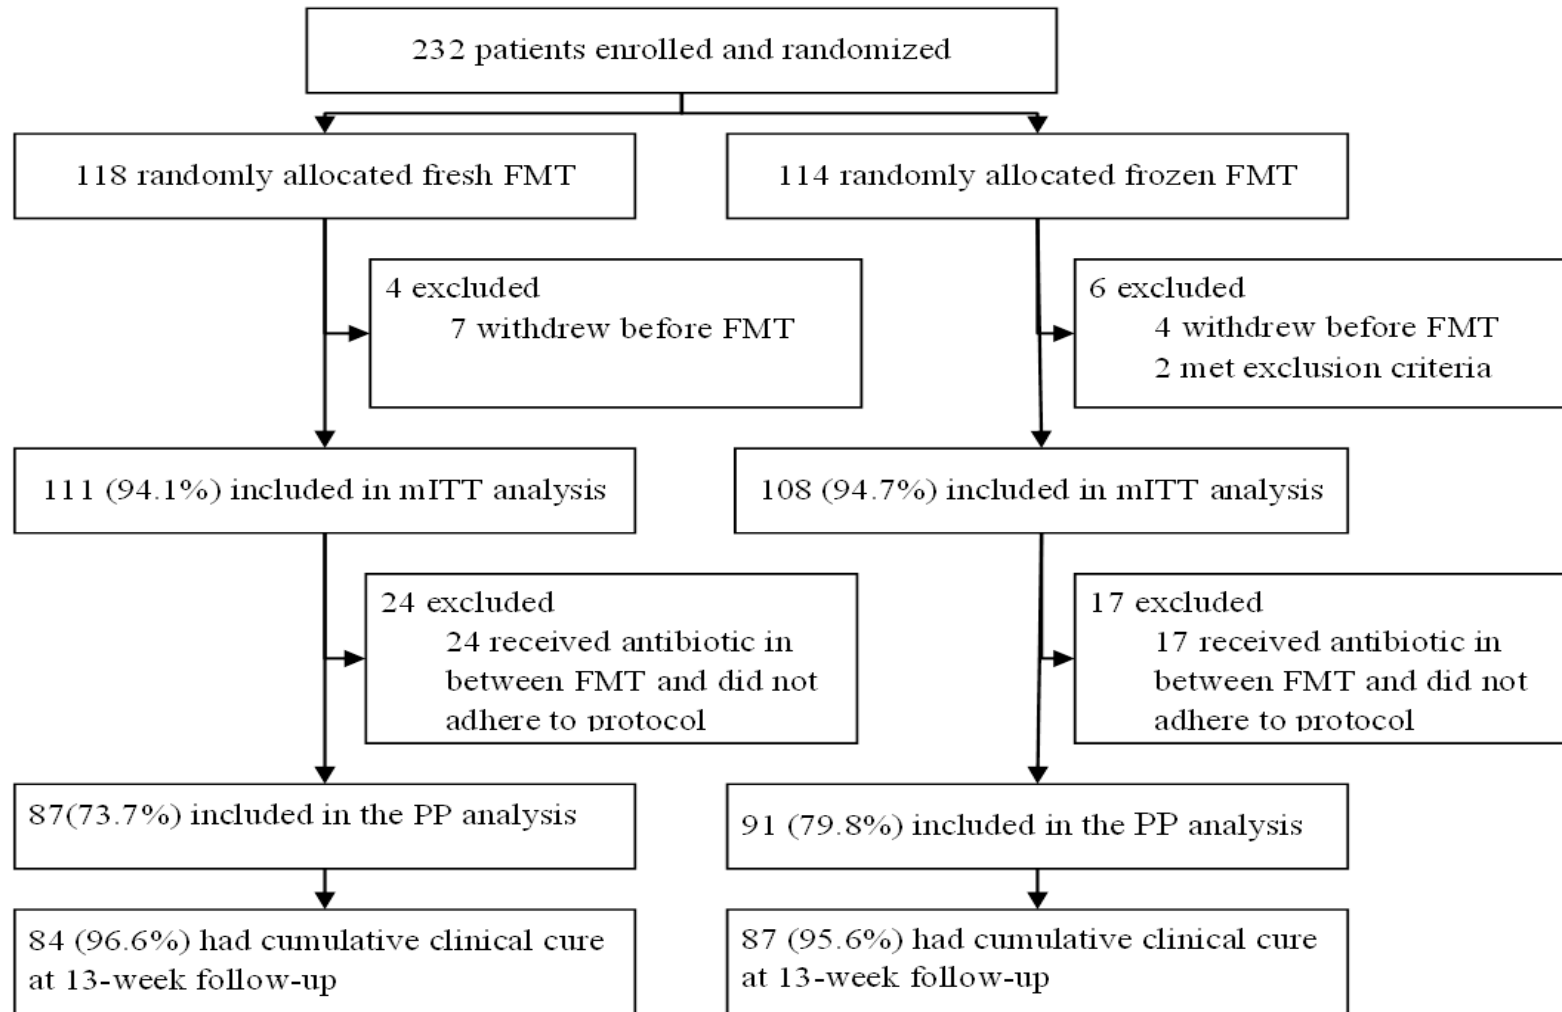 232 patients enrolled and randomized
118 randomly allocated fresh FMT
114 randomly allocated frozen FMT
4 excluded
7 withdrew before FMT
6 excluded
4 withdrew before FMT
2 met exclusion criteria
111 (94.1%) included in mITT analysis
108 (94.7%) included in mITT analysis
24 excluded
24 received antibiotic in
between FMT and did not
adhere to protocol
17 excluded
17 received antibiotic in
between FMT and did not
adhere to protocol
87(73.7%) included in the PP analysis
91 (79.8%) included in the PP analysis
84 (96.6%) had cumulative clinical cure
at 13-week follow-up
87 (95.6%) had cumulative clinical cure
at 13-week follow-up